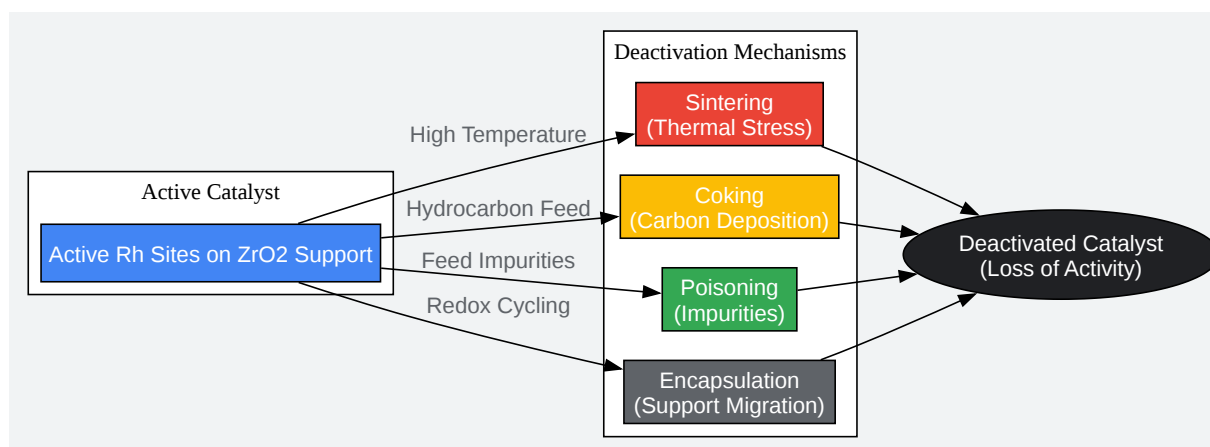 Deactivation Mechanisms
Sintering
(Thermal Stress)
High Temperature
Active Catalyst
Coking
(Carbon Deposition)
Hydrocarbon Feed
Active Rh Sites on ZrO2 Support
Deactivated Catalyst
(Loss of Activity)
Feed Impurities
Poisoning
(Impurities)
Redox Cycling
Encapsulation
(Support Migration)